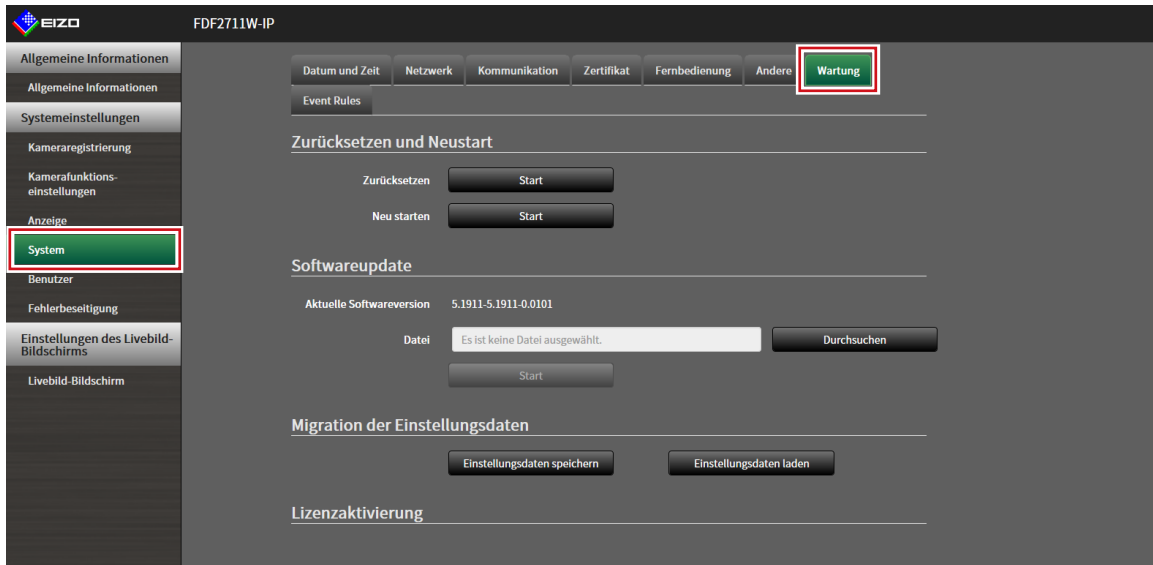 EIZO
FDF2711W-IP
Allgemeine Informationen
Allgemeine Informationen
Systemeinstellungen
Kameraregistrierung
Kamerafunktions-
einstellungen
Anzeige
System
Benutzer
Fehlerbeseitigung
Einstellungen des Livebild-
Bildschirms
Livebild-Bildschirm
Datum und Zeit Netzwerk Kommunikation Zertifikat Fernbedienung Andere Wartung
Event Rules
Zurücksetzen und Neustart
Zurücksetzen Start
Neu starten Start
Softwareupdate
Aktuelle Softwareversion 5.1911-5.1911-0.0101
Datei Es ist keine Datei ausgewählt. Durchsuchen
Start
Migration der Einstellungsdaten
Einstellungsdaten speichern Einstellungsdaten laden
Lizenzaktivierung